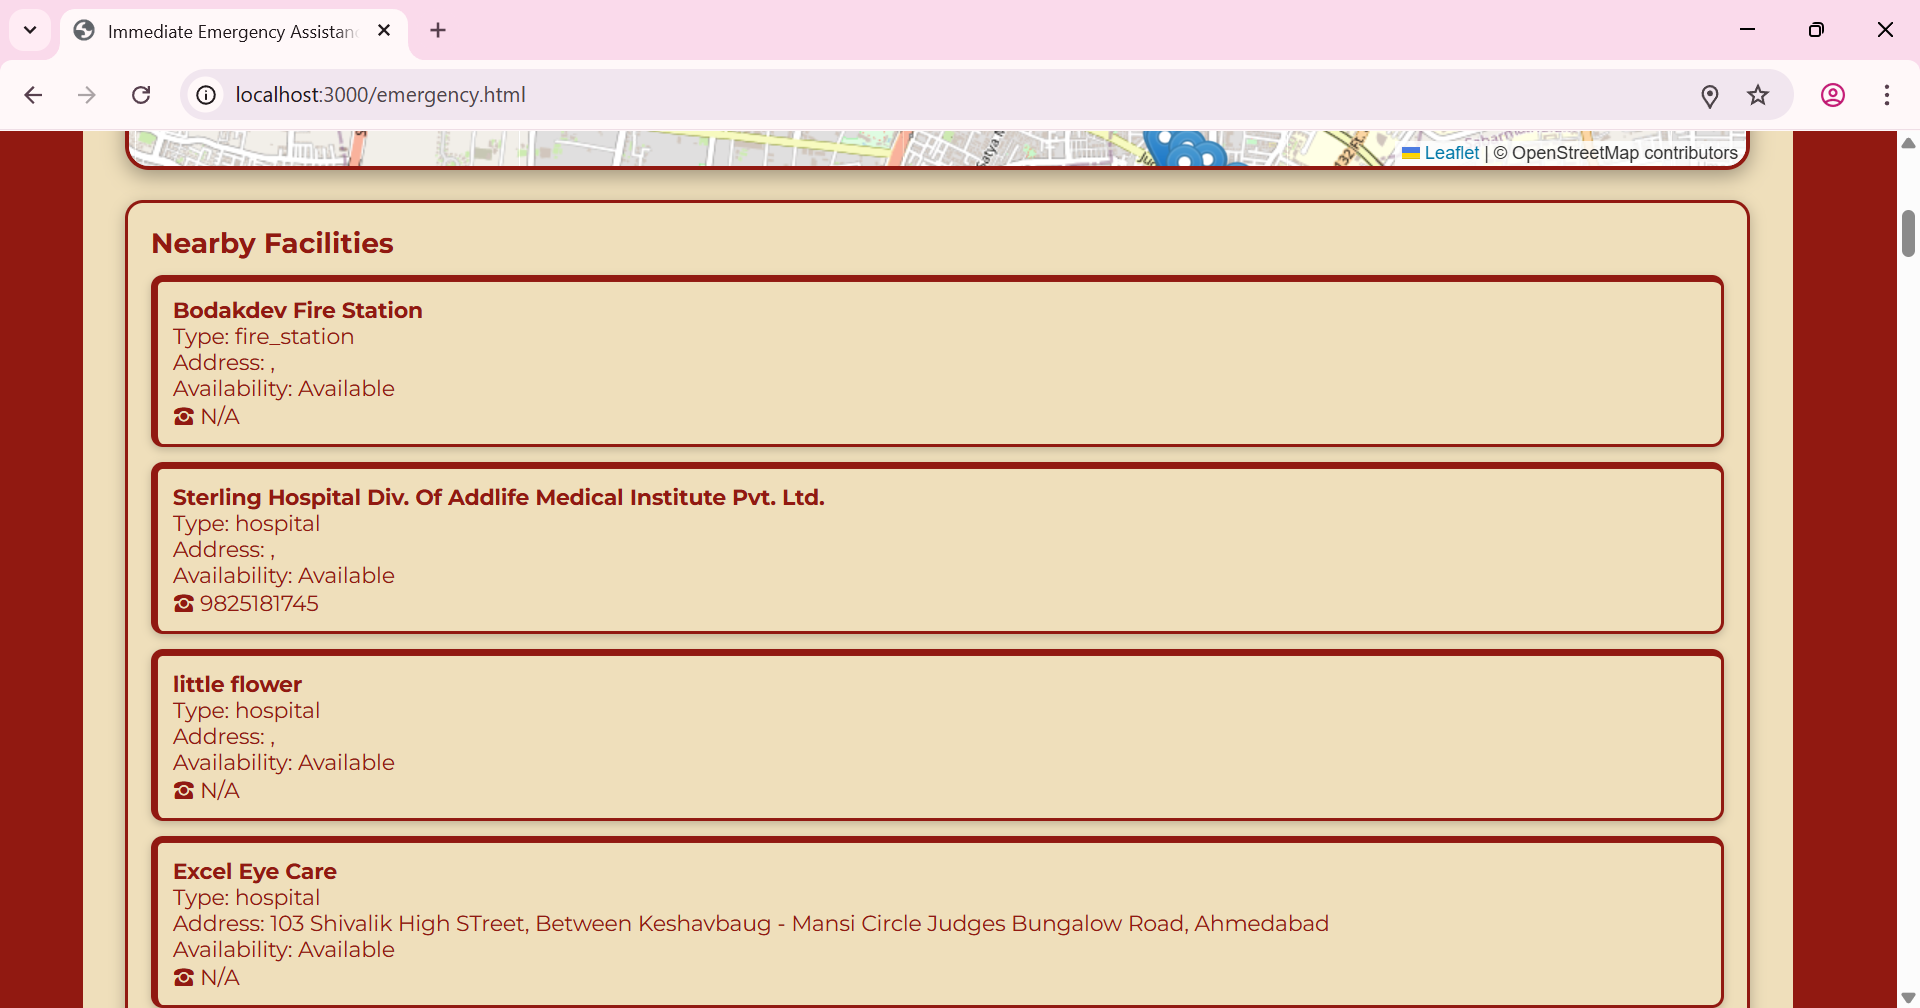 Immediate Emergency Assistan
localhost:3000/emergency.html
Satya M
132 FT
Leaflet | © OpenStreetMap contributors
Nearby Facilities
Bodakdev Fire Station
Type: fire_station
Address: ,
Availability: Available
N/A
Sterling Hospital Div. Of Addlife Medical Institute Pvt. Ltd.
Type: hospital
Address: ,
Availability: Available
9825181745
little flower
Type: hospital
Address: ,
Availability: Available
N/A
Excel Eye Care
Type: hospital
Address: 103 Shivalik High STreet, Between Keshavbaug - Mansi Circle Judges Bungalow Road, Ahmedabad
Availability: Available
N/A